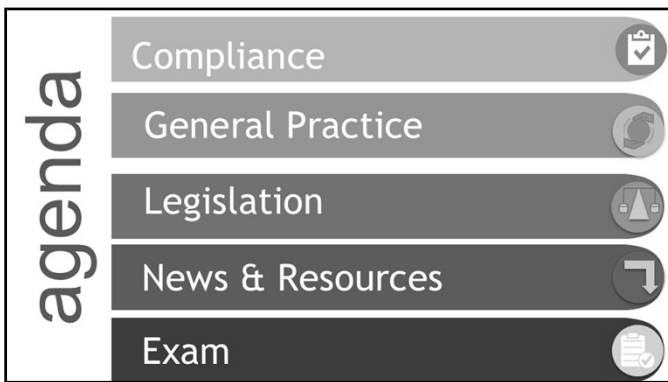 agenda
Compliance
General Practice
Legislation
News & Resources
Exam